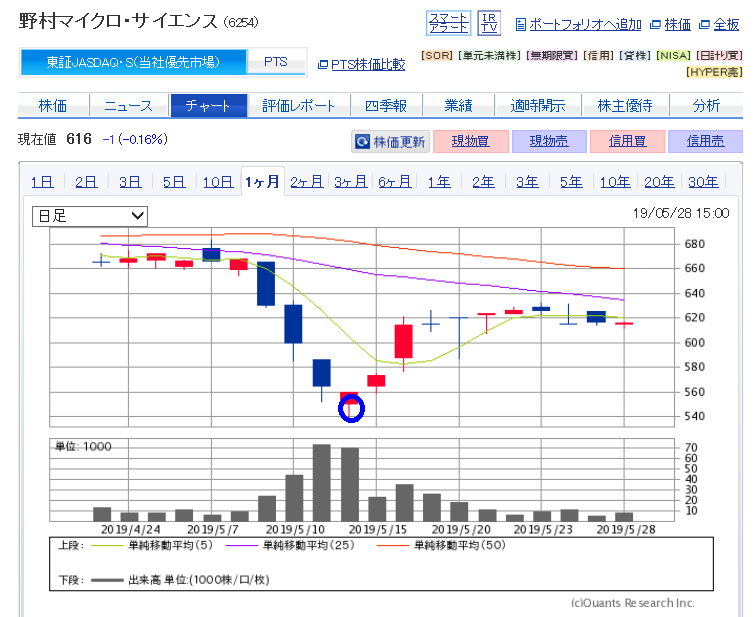 野村マイクロ・サイエンス (6254)
スマートアラート
IR TV
ポートフォリオへ追加 株価 全板
東証JASDAQ・S(当社優先市場) PTS PTS株価比較
[SOR] [単元未満株] [無期限買] [信用] [貸株] [NISA] [日計り買]
[HYPER売]
株価 ニュース チャート 評価レポート 四季報 業績 適時開示 株主優待 分析
現在値 616 -1 (-0.16%) 株価更新 現物買 現物売 信用買 信用売
1日 2日 3日 5日 10日 1ヶ月 2ヶ月 3ヶ月 6ヶ月 1年 2年 3年 5年 10年 20年 30年
日足 19/05/28 15:00
680
660
640
620
600
580
560
540
単位: 1000
70
60
50
40
30
20
10
2019/4/24 2019/5/7 2019/5/10 2019/5/15 2019/5/20 2019/5/23 2019/5/28
上段: 単純移動平均(5) 単純移動平均(25) 単純移動平均(50)
下段: 出来高 単位:(1000株/口/枚)
(c)Quants Research Inc.